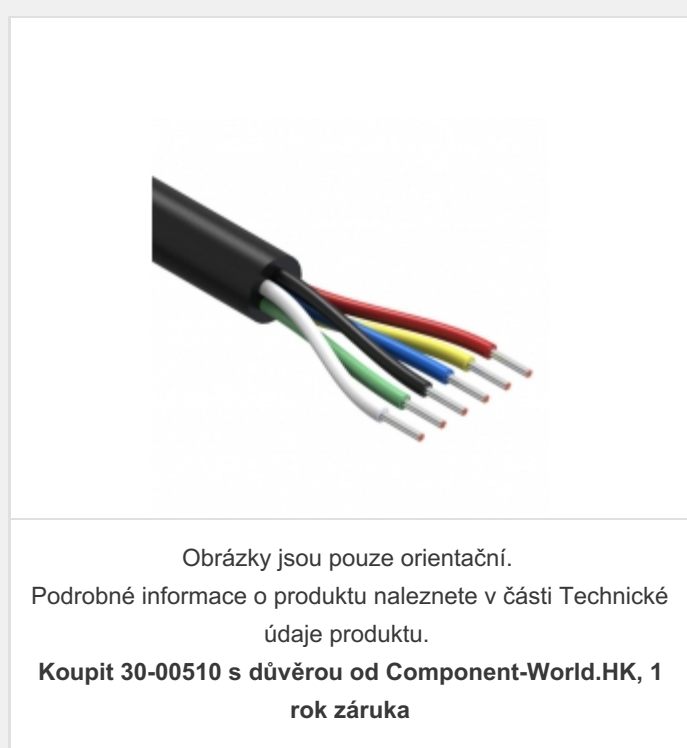 Obrázky jsou pouze orientační.
Podrobné informace o produktu naleznete v části Technické
údaje produktu.
Koupit 30-00510 s důvěrou od Component-World.HK, 1
rok záruka